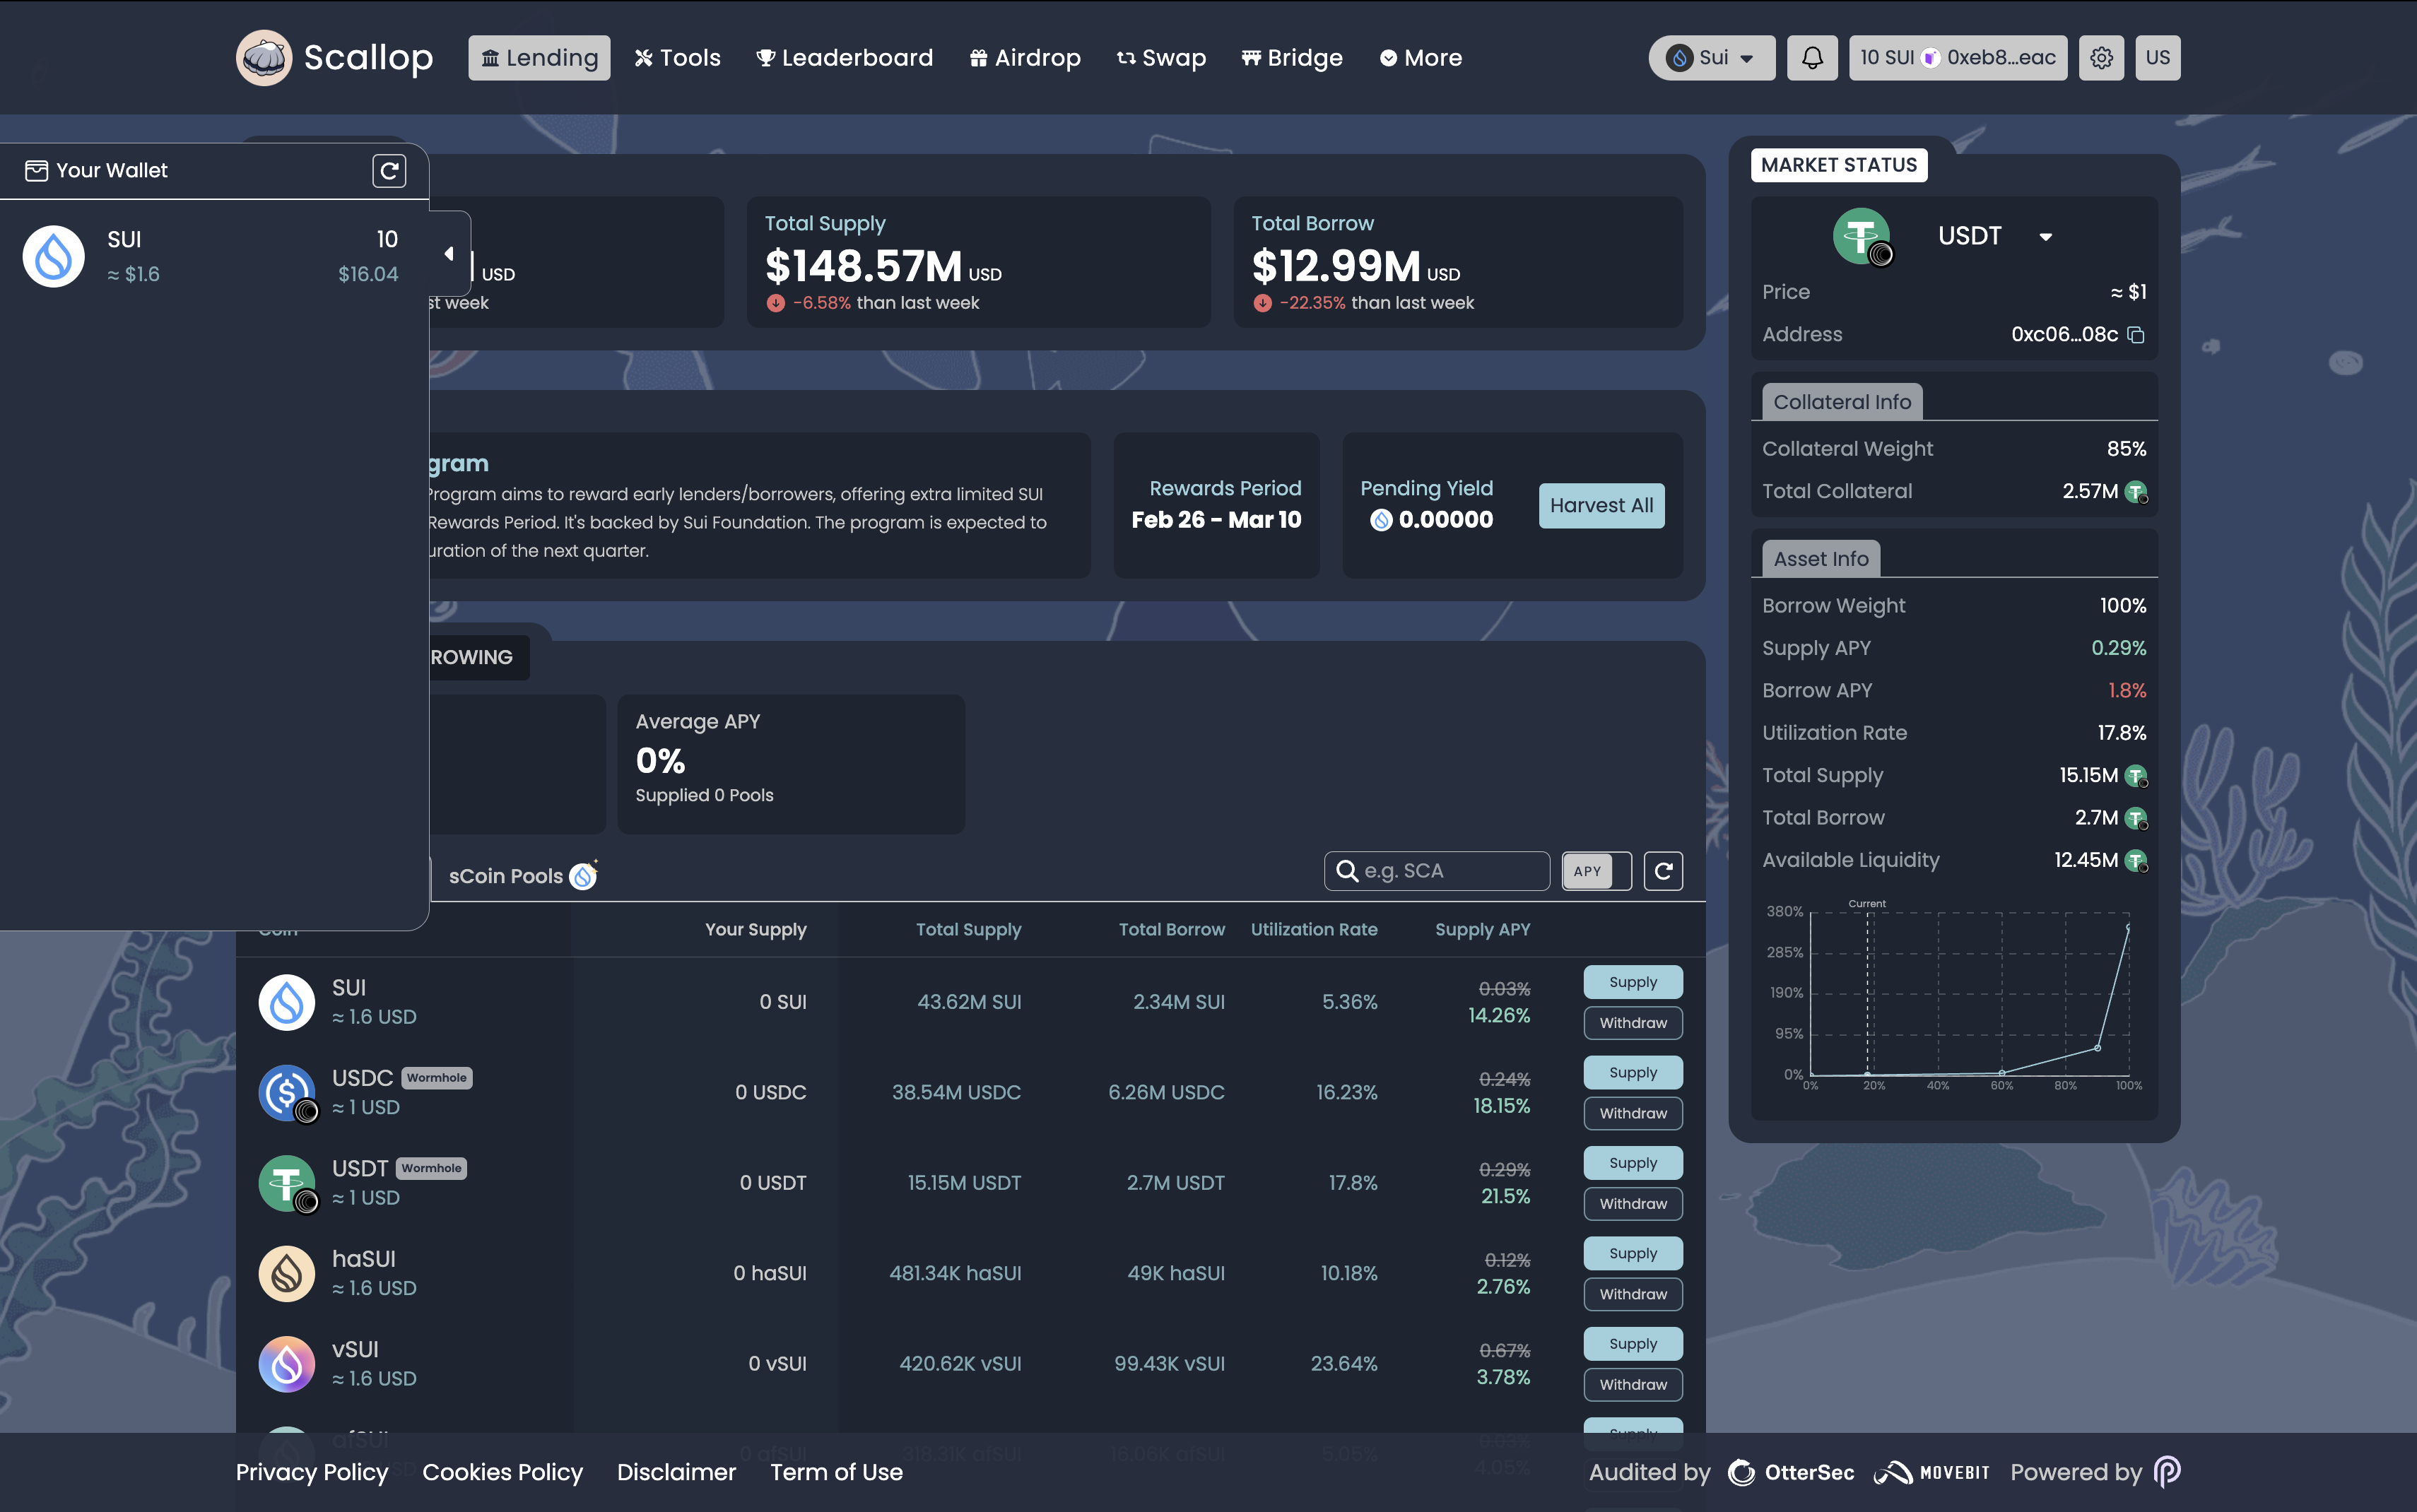 Scallop
Lending
Tools
Leaderboard
Airdrop
Swap
Bridge
More
Sui
10 SUI 0xeb8...eac
US
Your Wallet
SUI 10
≈ $1.6 $16.04
USD
st week
Total Supply
$148.57M USD
-6.58% than last week
Total Borrow
$12.99M USD
-22.35% than last week
gram
Program aims to reward early lenders/borrowers, offering extra limited SUI
Rewards Period. It's backed by Sui Foundation. The program is expected to
uration of the next quarter.
Rewards Period
Feb 26 - Mar 10
Pending Yield
0.00000
Harvest All
ROWING
Average APY
0%
Supplied 0 Pools
sCoin Pools
e.g. SCA
APY
Coin Your Supply Total Supply Total Borrow Utilization Rate Supply APY
SUI
≈ 1.6 USD
0 SUI 43.62M SUI 2.34M SUI 5.36%
0.03%
14.26%
Supply
Withdraw
USDC Wormhole
≈ 1 USD
0 USDC 38.54M USDC 6.26M USDC 16.23%
0.24%
18.15%
Supply
Withdraw
USDT Wormhole
≈ 1 USD
0 USDT 15.15M USDT 2.7M USDT 17.8%
0.29%
21.5%
Supply
Withdraw
haSUI
≈ 1.6 USD
0 haSUI 481.34K haSUI 49K haSUI 10.18%
0.12%
2.76%
Supply
Withdraw
vSUI
≈ 1.6 USD
0 vSUI 420.62K vSUI 99.43K vSUI 23.64%
0.67%
3.78%
Supply
Withdraw
afSUI
0 afSUI 318.31K afSUI 16.06K afSUI 5.05%
0.03%
4.05%
Supply
MARKET STATUS
USDT
Price ≈ $1
Address 0xc06...08c
Collateral Info
Collateral Weight 85%
Total Collateral 2.57M
Asset Info
Borrow Weight 100%
Supply APY 0.29%
Borrow APY 1.8%
Utilization Rate 17.8%
Total Supply 15.15M
Total Borrow 2.7M
Available Liquidity 12.45M
Current
380%
285%
190%
95%
0%
0% 20% 40% 60% 80% 100%
Privacy Policy
Cookies Policy
Disclaimer
Term of Use
Audited by OtterSec MOVEBIT
Powered by